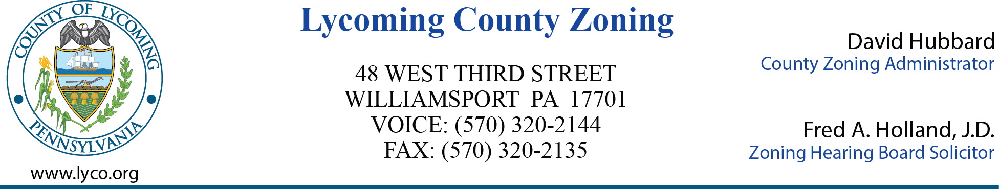 COUNTY OF LYCOMING
PENNSYLVANIA
www.lyco.org
Lycoming County Zoning
48 WEST THIRD STREET
WILLIAMSPORT PA 17701
VOICE: (570) 320-2144
FAX: (570) 320-2135
David Hubbard
County Zoning Administrator
Fred A. Holland, J.D.
Zoning Hearing Board Solicitor